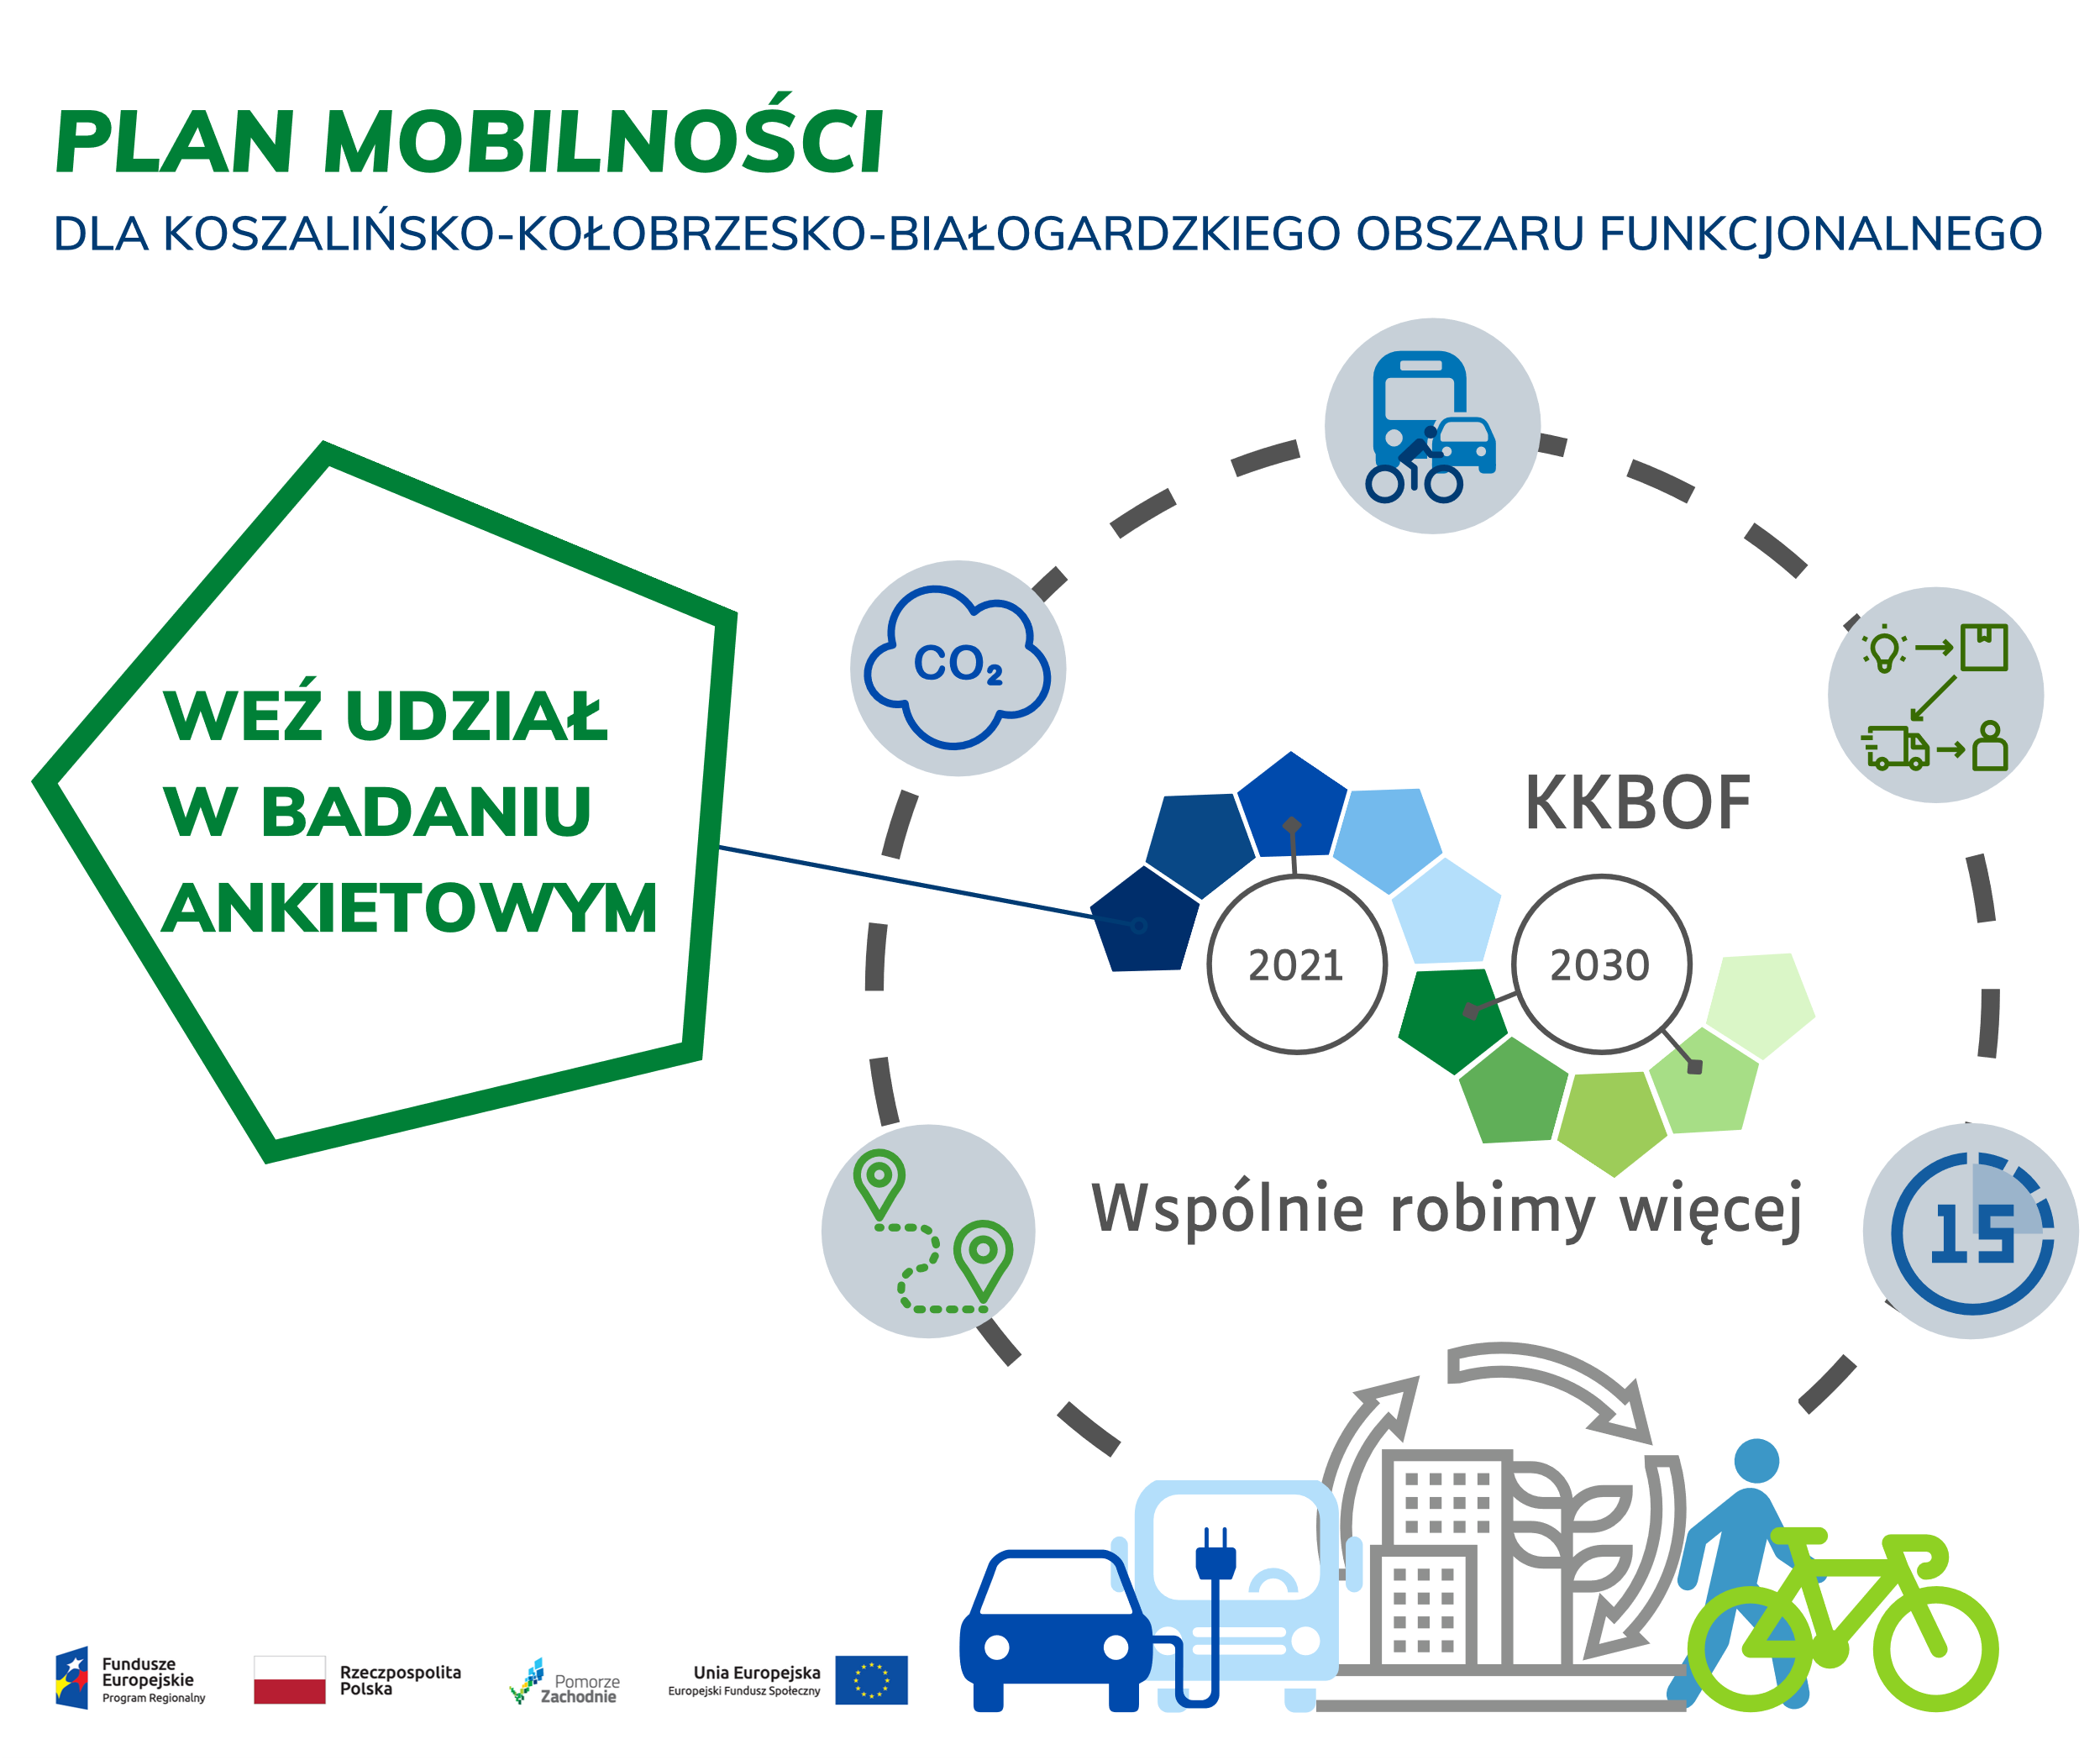 PLAN MOBILNOŚCI
DLA KOSZALIŃSKO-KOŁOBRZESKO-BIAŁOGARDZKIEGO OBSZARU FUNKCJONALNEGO
WEŹ UDZIAŁ
W BADANIU
ANKIETOWYM
CO₂
KKBOF
2021
2030
Wspólnie robimy więcej
15
Fundusze
Europejskie
Program Regionalny
Rzeczpospolita
Polska
Pomorze
Zachodnie
Unia Europejska
Europejski Fundusz Społeczny